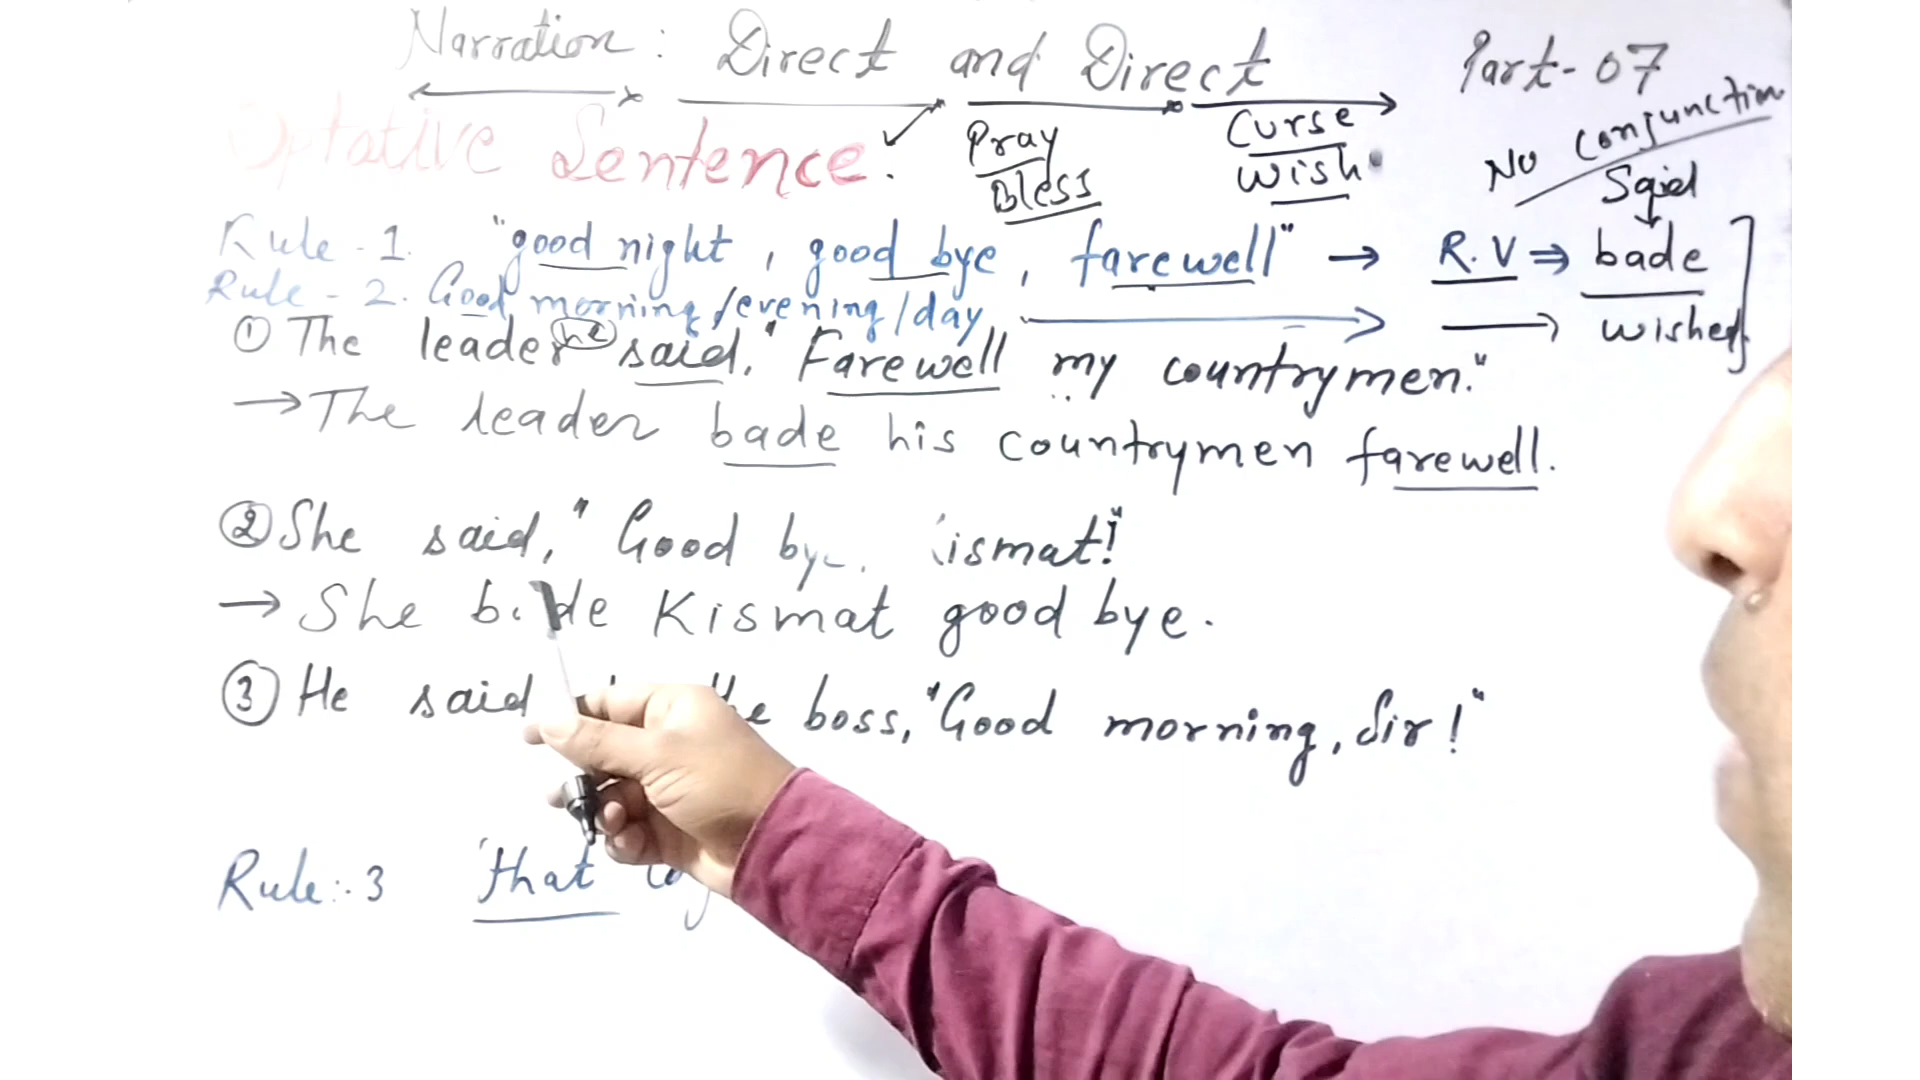 Narration: Direct and Direct Part-07
Optative Sentence. Pray Bless Curse Wish No Conjunction
Said
Rule-1. "good night, good bye, farewell" → R.V ⇒ bade
Rule-2. Good morning/evening/day → wished
① The leader he said, "Farewell my countrymen."
→ The leader bade his countrymen farewell.
② She said, "Good Kismat!"
→ She Kismat good bye.
③ He said boss, "Good morning, Sir!"
Rule:-3 'that